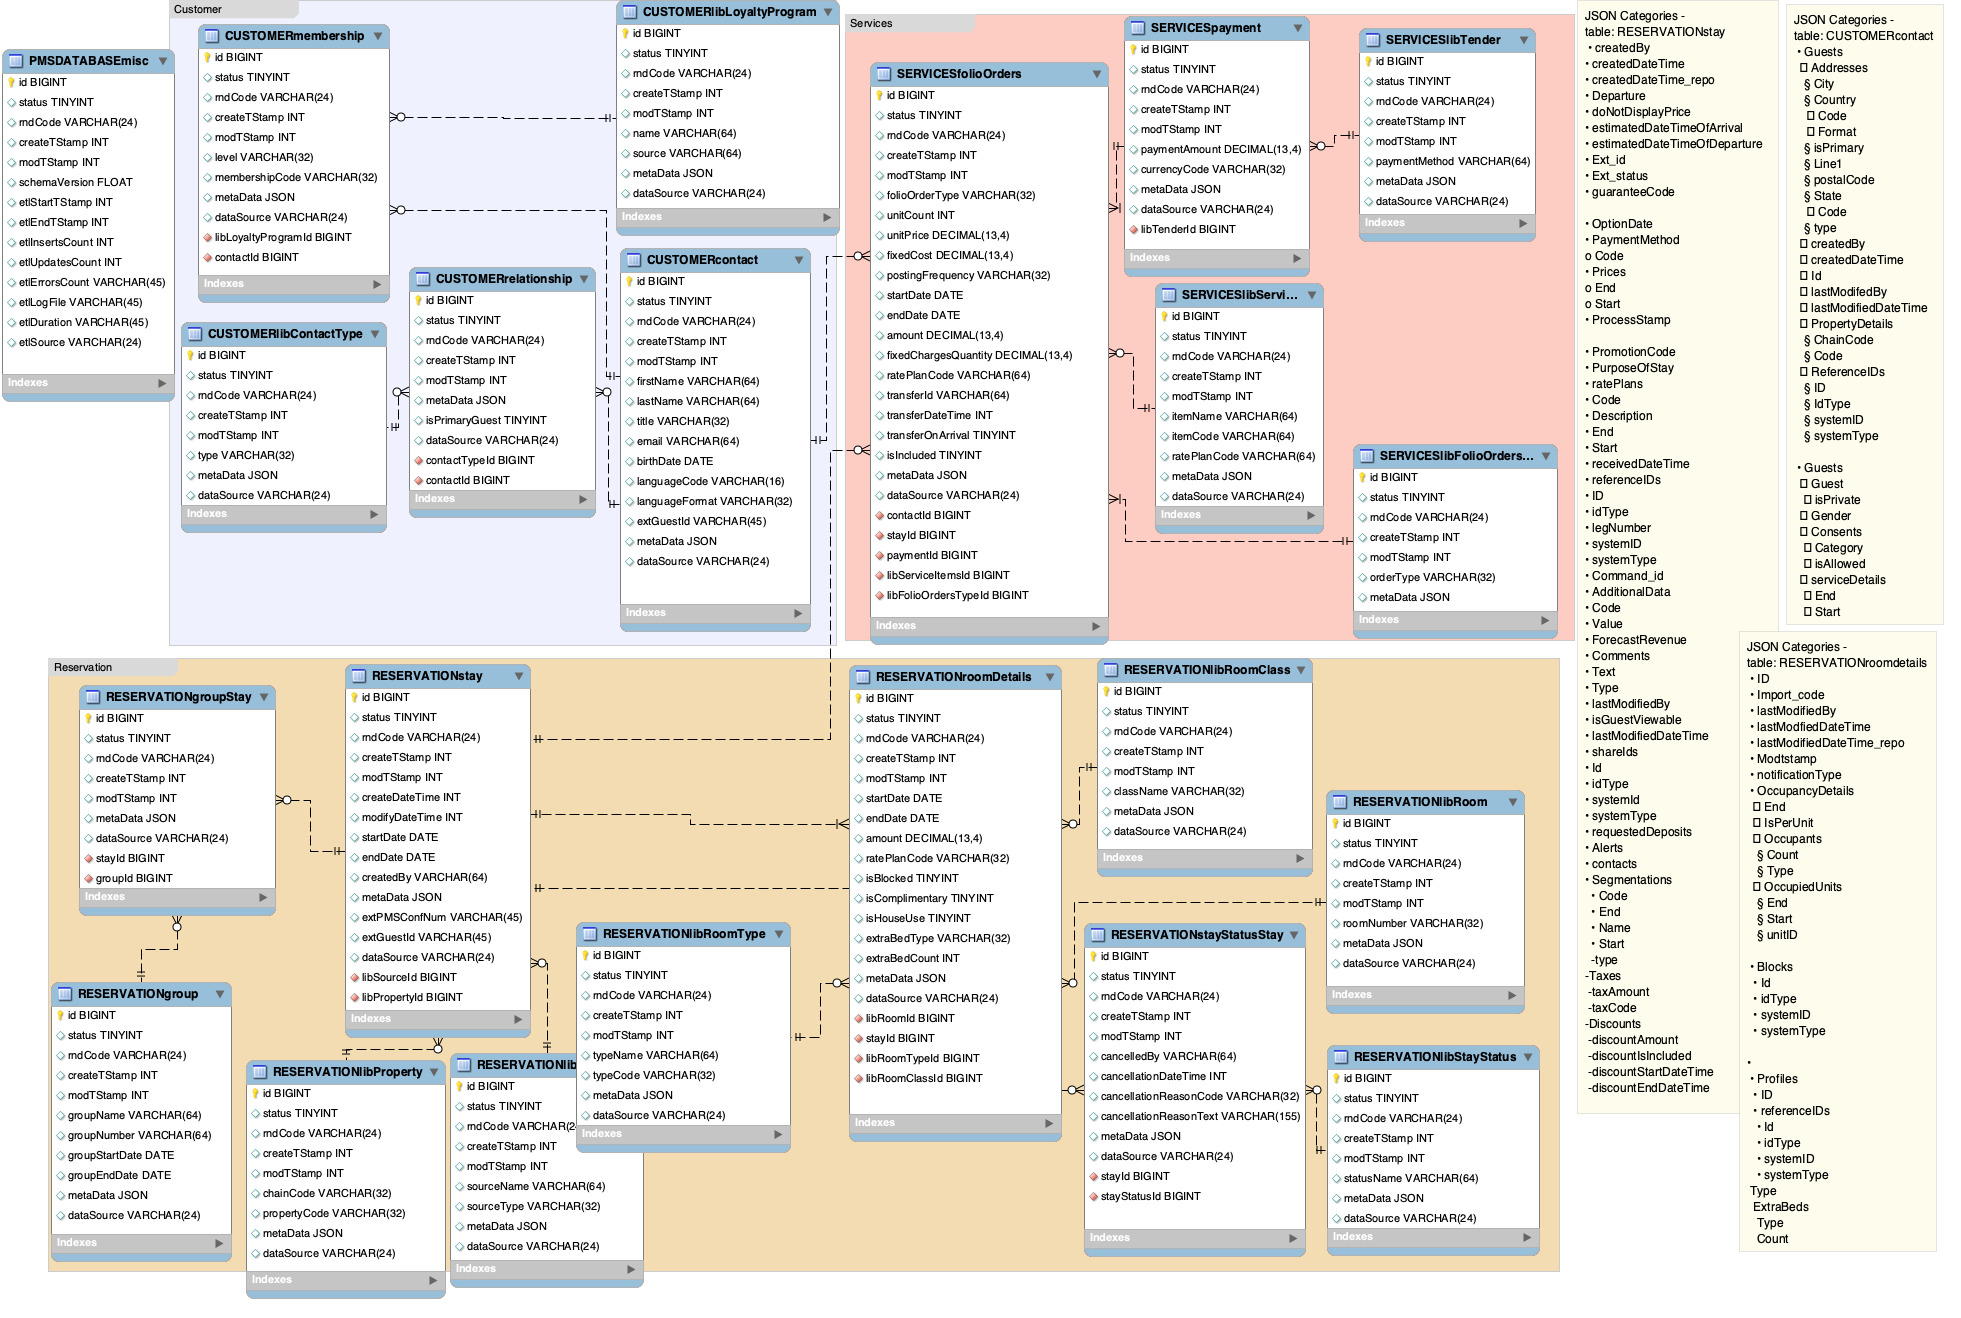 PMSDATABASEmisc
id BIGINT
status TINYINT
rndCode VARCHAR(24)
createTStamp INT
modTStamp INT
schemaVersion FLOAT
etlStartTStamp INT
etlEndTStamp INT
etlInsertsCount INT
etlUpdatesCount INT
etlErrorsCount VARCHAR(45)
etlLogFile VARCHAR(45)
etlDuration VARCHAR(45)
etlSource VARCHAR(24)
Indexes
Customer
CUSTOMERmembership
id BIGINT
status TINYINT
rndCode VARCHAR(24)
createTStamp INT
modTStamp INT
level VARCHAR(32)
membershipCode VARCHAR(32)
metaData JSON
dataSource VARCHAR(24)
libLoyaltyProgramId BIGINT
contactId BIGINT
Indexes
CUSTOMERlibLoyaltyProgram
id BIGINT
status TINYINT
rndCode VARCHAR(24)
createTStamp INT
modTStamp INT
name VARCHAR(64)
source VARCHAR(64)
metaData JSON
dataSource VARCHAR(24)
Indexes
CUSTOMERlibContactType
id BIGINT
status TINYINT
rndCode VARCHAR(24)
createTStamp INT
modTStamp INT
type VARCHAR(32)
metaData JSON
dataSource VARCHAR(24)
Indexes
CUSTOMERrelationship
id BIGINT
status TINYINT
rndCode VARCHAR(24)
createTStamp INT
modTStamp INT
metaData JSON
isPrimaryGuest TINYINT
dataSource VARCHAR(24)
contactTypeId BIGINT
contactId BIGINT
Indexes
CUSTOMERcontact
id BIGINT
status TINYINT
rndCode VARCHAR(24)
createTStamp INT
modTStamp INT
firstName VARCHAR(64)
lastName VARCHAR(64)
title VARCHAR(32)
email VARCHAR(64)
birthDate DATE
languageCode VARCHAR(16)
languageFormat VARCHAR(32)
extGuestId VARCHAR(45)
metaData JSON
dataSource VARCHAR(24)
Indexes
Services
SERVICESfolioOrders
id BIGINT
status TINYINT
rndCode VARCHAR(24)
createTStamp INT
modTStamp INT
folioOrderType VARCHAR(32)
unitCount INT
unitPrice DECIMAL(13,4)
fixedCost DECIMAL(13,4)
postingFrequency VARCHAR(32)
startDate DATE
endDate DATE
amount DECIMAL(13,4)
fixedChargesQuantity DECIMAL(13,4)
ratePlanCode VARCHAR(64)
transferId VARCHAR(64)
transferDateTime INT
transferOnArrival TINYINT
isIncluded TINYINT
metaData JSON
dataSource VARCHAR(24)
contactId BIGINT
stayId BIGINT
paymentId BIGINT
libServiceItemsId BIGINT
libFolioOrdersTypeId BIGINT
Indexes
SERVICESpayment
id BIGINT
status TINYINT
rndCode VARCHAR(24)
createTStamp INT
modTStamp INT
paymentAmount DECIMAL(13,4)
currencyCode VARCHAR(32)
metaData JSON
dataSource VARCHAR(24)
libTenderId BIGINT
Indexes
SERVICESlibTender
id BIGINT
status TINYINT
rndCode VARCHAR(24)
createTStamp INT
modTStamp INT
paymentMethod VARCHAR(64)
metaData JSON
dataSource VARCHAR(24)
Indexes
SERVICESlibServi...
id BIGINT
status TINYINT
rndCode VARCHAR(24)
createTStamp INT
modTStamp INT
itemName VARCHAR(64)
itemCode VARCHAR(64)
ratePlanCode VARCHAR(64)
metaData JSON
dataSource VARCHAR(24)
Indexes
SERVICESlibFolioOrders...
id BIGINT
status TINYINT
rndCode VARCHAR(24)
createTStamp INT
modTStamp INT
orderType VARCHAR(32)
metaData JSON
Indexes
Reservation
RESERVATIONgroupStay
id BIGINT
status TINYINT
rndCode VARCHAR(24)
createTStamp INT
modTStamp INT
metaData JSON
dataSource VARCHAR(24)
stayId BIGINT
groupId BIGINT
Indexes
RESERVATIONgroup
id BIGINT
status TINYINT
rndCode VARCHAR(24)
createTStamp INT
modTStamp INT
groupName VARCHAR(64)
groupNumber VARCHAR(64)
groupStartDate DATE
groupEndDate DATE
metaData JSON
dataSource VARCHAR(24)
Indexes
RESERVATIONstay
id BIGINT
status TINYINT
rndCode VARCHAR(24)
createTStamp INT
modTStamp INT
createDateTime INT
modifyDateTime INT
startDate DATE
endDate DATE
createdBy VARCHAR(64)
metaData JSON
extPMSConfNum VARCHAR(45)
extGuestId VARCHAR(45)
dataSource VARCHAR(24)
libSourceId BIGINT
libPropertyId BIGINT
Indexes
RESERVATIONlibProperty
id BIGINT
status TINYINT
rndCode VARCHAR(24)
createTStamp INT
modTStamp INT
chainCode VARCHAR(32)
propertyCode VARCHAR(32)
metaData JSON
dataSource VARCHAR(24)
Indexes
RESERVATIONlib
id BIGINT
status TINYINT
rndCode VARCHAR(2
createTStamp INT
modTStamp INT
sourceName VARCHAR(64)
sourceType VARCHAR(32)
metaData JSON
dataSource VARCHAR(24)
Indexes
RESERVATIONlibRoomType
id BIGINT
status TINYINT
rndCode VARCHAR(24)
createTStamp INT
modTStamp INT
typeName VARCHAR(64)
typeCode VARCHAR(32)
metaData JSON
dataSource VARCHAR(24)
Indexes
RESERVATIONroomDetails
id BIGINT
status TINYINT
rndCode VARCHAR(24)
createTStamp INT
modTStamp INT
startDate DATE
endDate DATE
amount DECIMAL(13,4)
ratePlanCode VARCHAR(32)
isBlocked TINYINT
isComplimentary TINYINT
isHouseUse TINYINT
extraBedType VARCHAR(32)
extraBedCount INT
metaData JSON
dataSource VARCHAR(24)
libRoomId BIGINT
stayId BIGINT
libRoomTypeId BIGINT
libRoomClassId BIGINT
Indexes
RESERVATIONlibRoomClass
id BIGINT
status TINYINT
rndCode VARCHAR(24)
createTStamp INT
modTStamp INT
className VARCHAR(32)
metaData JSON
dataSource VARCHAR(24)
Indexes
RESERVATIONlibRoom
id BIGINT
status TINYINT
rndCode VARCHAR(24)
createTStamp INT
modTStamp INT
roomNumber VARCHAR(32)
metaData JSON
dataSource VARCHAR(24)
Indexes
RESERVATIONstayStatusStay
id BIGINT
status TINYINT
rndCode VARCHAR(24)
createTStamp INT
modTStamp INT
cancelledBy VARCHAR(64)
cancellationDateTime INT
cancellationReasonCode VARCHAR(32)
cancellationReasonText VARCHAR(155)
metaData JSON
dataSource VARCHAR(24)
stayId BIGINT
stayStatusId BIGINT
Indexes
RESERVATIONlibStayStatus
id BIGINT
status TINYINT
rndCode VARCHAR(24)
createTStamp INT
modTStamp INT
statusName VARCHAR(64)
metaData JSON
dataSource VARCHAR(24)
Indexes
JSON Categories -
table: RESERVATIONstay
• createdBy
• createdDateTime
• createdDateTime_repo
• Departure
• doNotDisplayPrice
• estimatedDateTimeOfArrival
• estimatedDateTimeOfDeparture
• Ext_id
• Ext_status
• guaranteeCode
• OptionDate
• PaymentMethod
o Code
• Prices
o End
o Start
• ProcessStamp
• PromotionCode
• PurposeOfStay
• ratePlans
• Code
• Description
• End
• Start
• receivedDateTime
• referenceIDs
• ID
• idType
• legNumber
• systemID
• systemType
• Command_id
• AdditionalData
• Code
• Value
• ForecastRevenue
• Comments
• Text
• Type
• lastModifiedBy
• isGuestViewable
• lastModifiedDateTime
• shareIds
• Id
• idType
• systemId
• systemType
• requestedDeposits
• Alerts
• contacts
• Segmentations
• Code
• End
• Name
• Start
-type
-Taxes
-taxAmount
-taxCode
-Discounts
-discountAmount
-discountIsIncluded
-discountStartDateTime
-discountEndDateTime
JSON Categories -
table: CUSTOMERcontact
• Guests
□ Addresses
§ City
§ Country
□ Code
□ Format
§ isPrimary
§ Line1
§ postalCode
§ State
□ Code
§ type
□ createdBy
□ createdDateTime
□ Id
□ lastModifedBy
□ lastModifiedDateTime
□ PropertyDetails
§ ChainCode
§ Code
□ ReferenceIDs
§ ID
§ IdType
§ systemID
§ systemType
• Guests
□ Guest
□ isPrivate
□ Gender
□ Consents
□ Category
□ isAllowed
□ serviceDetails
□ End
□ Start
JSON Categories -
table: RESERVATIONroomdetails
• ID
• Import_code
• lastModifiedBy
• lastModfiedDateTime
• lastModifiedDateTime_repo
• Modtstamp
• notificationType
• OccupancyDetails
□ End
□ IsPerUnit
□ Occupants
§ Count
§ Type
□ OccupiedUnits
§ End
§ Start
§ unitID
• Blocks
• Id
• idType
• systemID
• systemType
•
• Profiles
• ID
• referenceIDs
• Id
• idType
• systemID
• systemType
Type
ExtraBeds
Type
Count